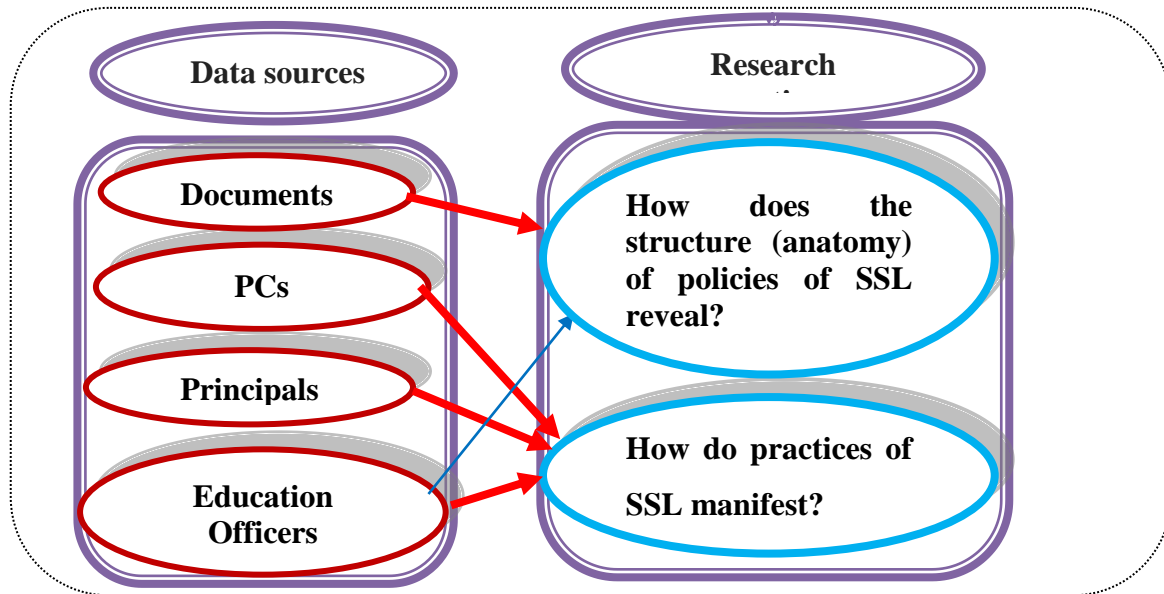 Data sources
Research
Documents
PCs
Principals
Education
Officers
How does the
structure (anatomy)
of policies of SSL
reveal?
How do practices of
SSL manifest?